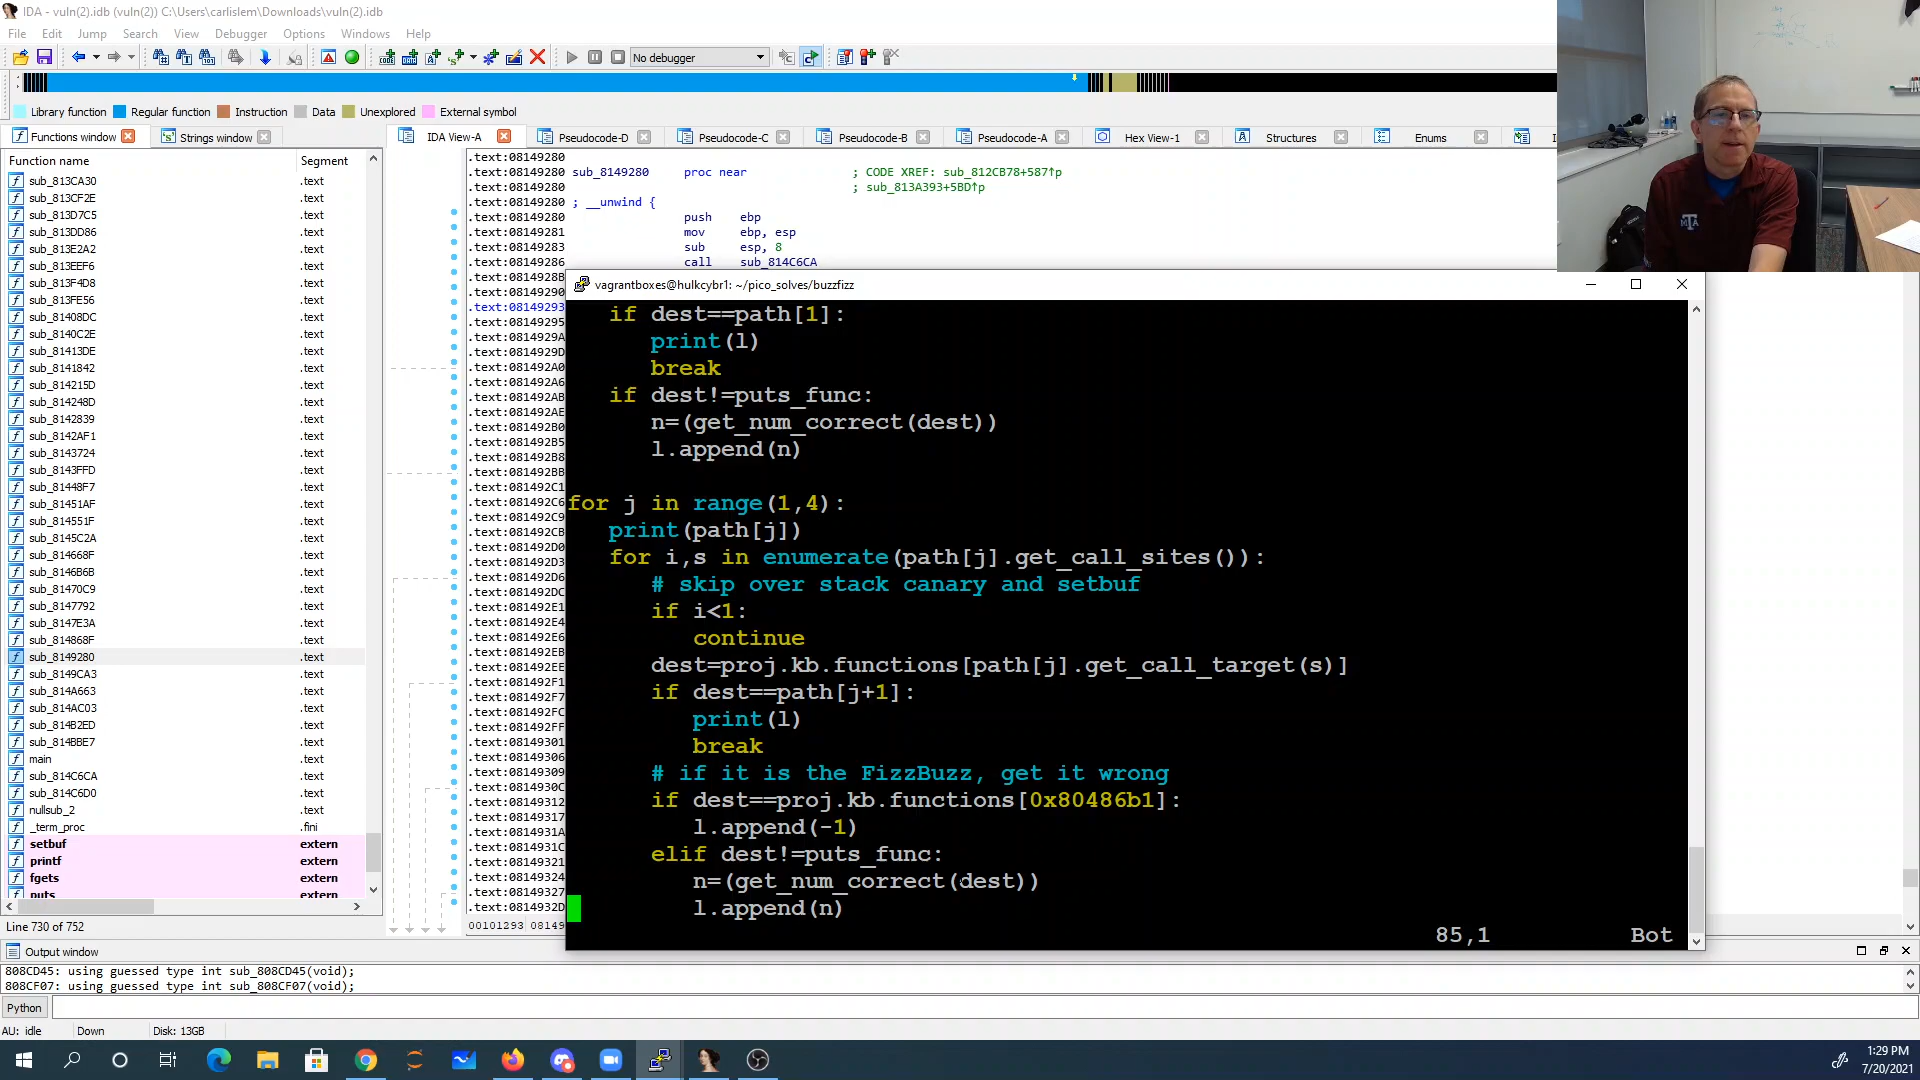 IDA - vuln(2).idb (vuln(2)) C:\Users\carlislem\Downloads\vuln(2).idb
File Edit Jump Search View Debugger Options Windows Help
No debugger
Library function Regular function Instruction Data Unexplored External symbol
Functions window Strings window IDA View-A Pseudocode-D Pseudocode-C Pseudocode-B Pseudocode-A Hex View-1 Structures Enums
Function name Segment
sub_813CA30 .text
sub_813CF2E .text
sub_813D7C5 .text
sub_813DD86 .text
sub_813E2A2 .text
sub_813EEF6 .text
sub_813F4D8 .text
sub_813FE56 .text
sub_81408DC .text
sub_8140C2E .text
sub_81413DE .text
sub_8141842 .text
sub_814215D .text
sub_814248D .text
sub_8142839 .text
sub_8142AF1 .text
sub_8143724 .text
sub_8143FFD .text
sub_81448F7 .text
sub_81451AF .text
sub_814551F .text
sub_8145C2A .text
sub_814668F .text
sub_8146B6B .text
sub_81470C9 .text
sub_8147792 .text
sub_8147E3A .text
sub_814868F .text
sub_8149280 .text
sub_8149CA3 .text
sub_814A663 .text
sub_814AC03 .text
sub_814B2ED .text
sub_814BBE7 .text
main .text
sub_814C6CA .text
sub_814C6D0 .text
nullsub_2 .text
_term_proc .fini
setbuf extern
printf extern
fgets extern
puts extern
Line 730 of 752
.text:08149280
.text:08149280 sub_8149280 proc near ; CODE XREF: sub_812CB78+587↑p
.text:08149280 ; sub_813A393+5BD↑p
.text:08149280 ; __unwind {
.text:08149280 push ebp
.text:08149281 mov ebp, esp
.text:08149283 sub esp, 8
.text:08149286 call sub_814C6CA
.text:0814928B
.text:08149290
.text:08149293
.text:08149295
.text:0814929A
.text:0814929D
.text:081492A0
.text:081492A6
.text:081492AB
.text:081492AE
.text:081492B0
.text:081492B5
.text:081492B8
.text:081492BB
.text:081492C1
.text:081492C6
.text:081492C9
.text:081492CB
.text:081492D0
.text:081492D3
.text:081492D6
.text:081492DC
.text:081492E1
.text:081492E4
.text:081492E6
.text:081492EB
.text:081492EE
.text:081492F1
.text:081492F7
.text:081492FC
.text:081492FF
.text:08149301
.text:08149306
.text:08149309
.text:0814930C
.text:08149312
.text:08149317
.text:0814931A
.text:0814931C
.text:08149321
.text:08149324
.text:08149327
.text:0814932D
00101293 08149
vagrantboxes@hulkcybr1: ~/pico_solves/buzzfizz
if dest==path[1]:
print(l)
break
if dest!=puts_func:
n=(get_num_correct(dest))
l.append(n)
for j in range(1,4):
print(path[j])
for i,s in enumerate(path[j].get_call_sites()):
# skip over stack canary and setbuf
if i<1:
continue
dest=proj.kb.functions[path[j].get_call_target(s)]
if dest==path[j+1]:
print(l)
break
# if it is the FizzBuzz, get it wrong
if dest==proj.kb.functions[0x80486b1]:
l.append(-1)
elif dest!=puts_func:
n=(get_num_correct(dest))
l.append(n)
85,1 Bot
Output window
808CD45: using guessed type int sub_808CD45(void);
808CF07: using guessed type int sub_808CF07(void);
Python
AU: idle Down Disk: 13GB
1:29 PM
7/20/2021